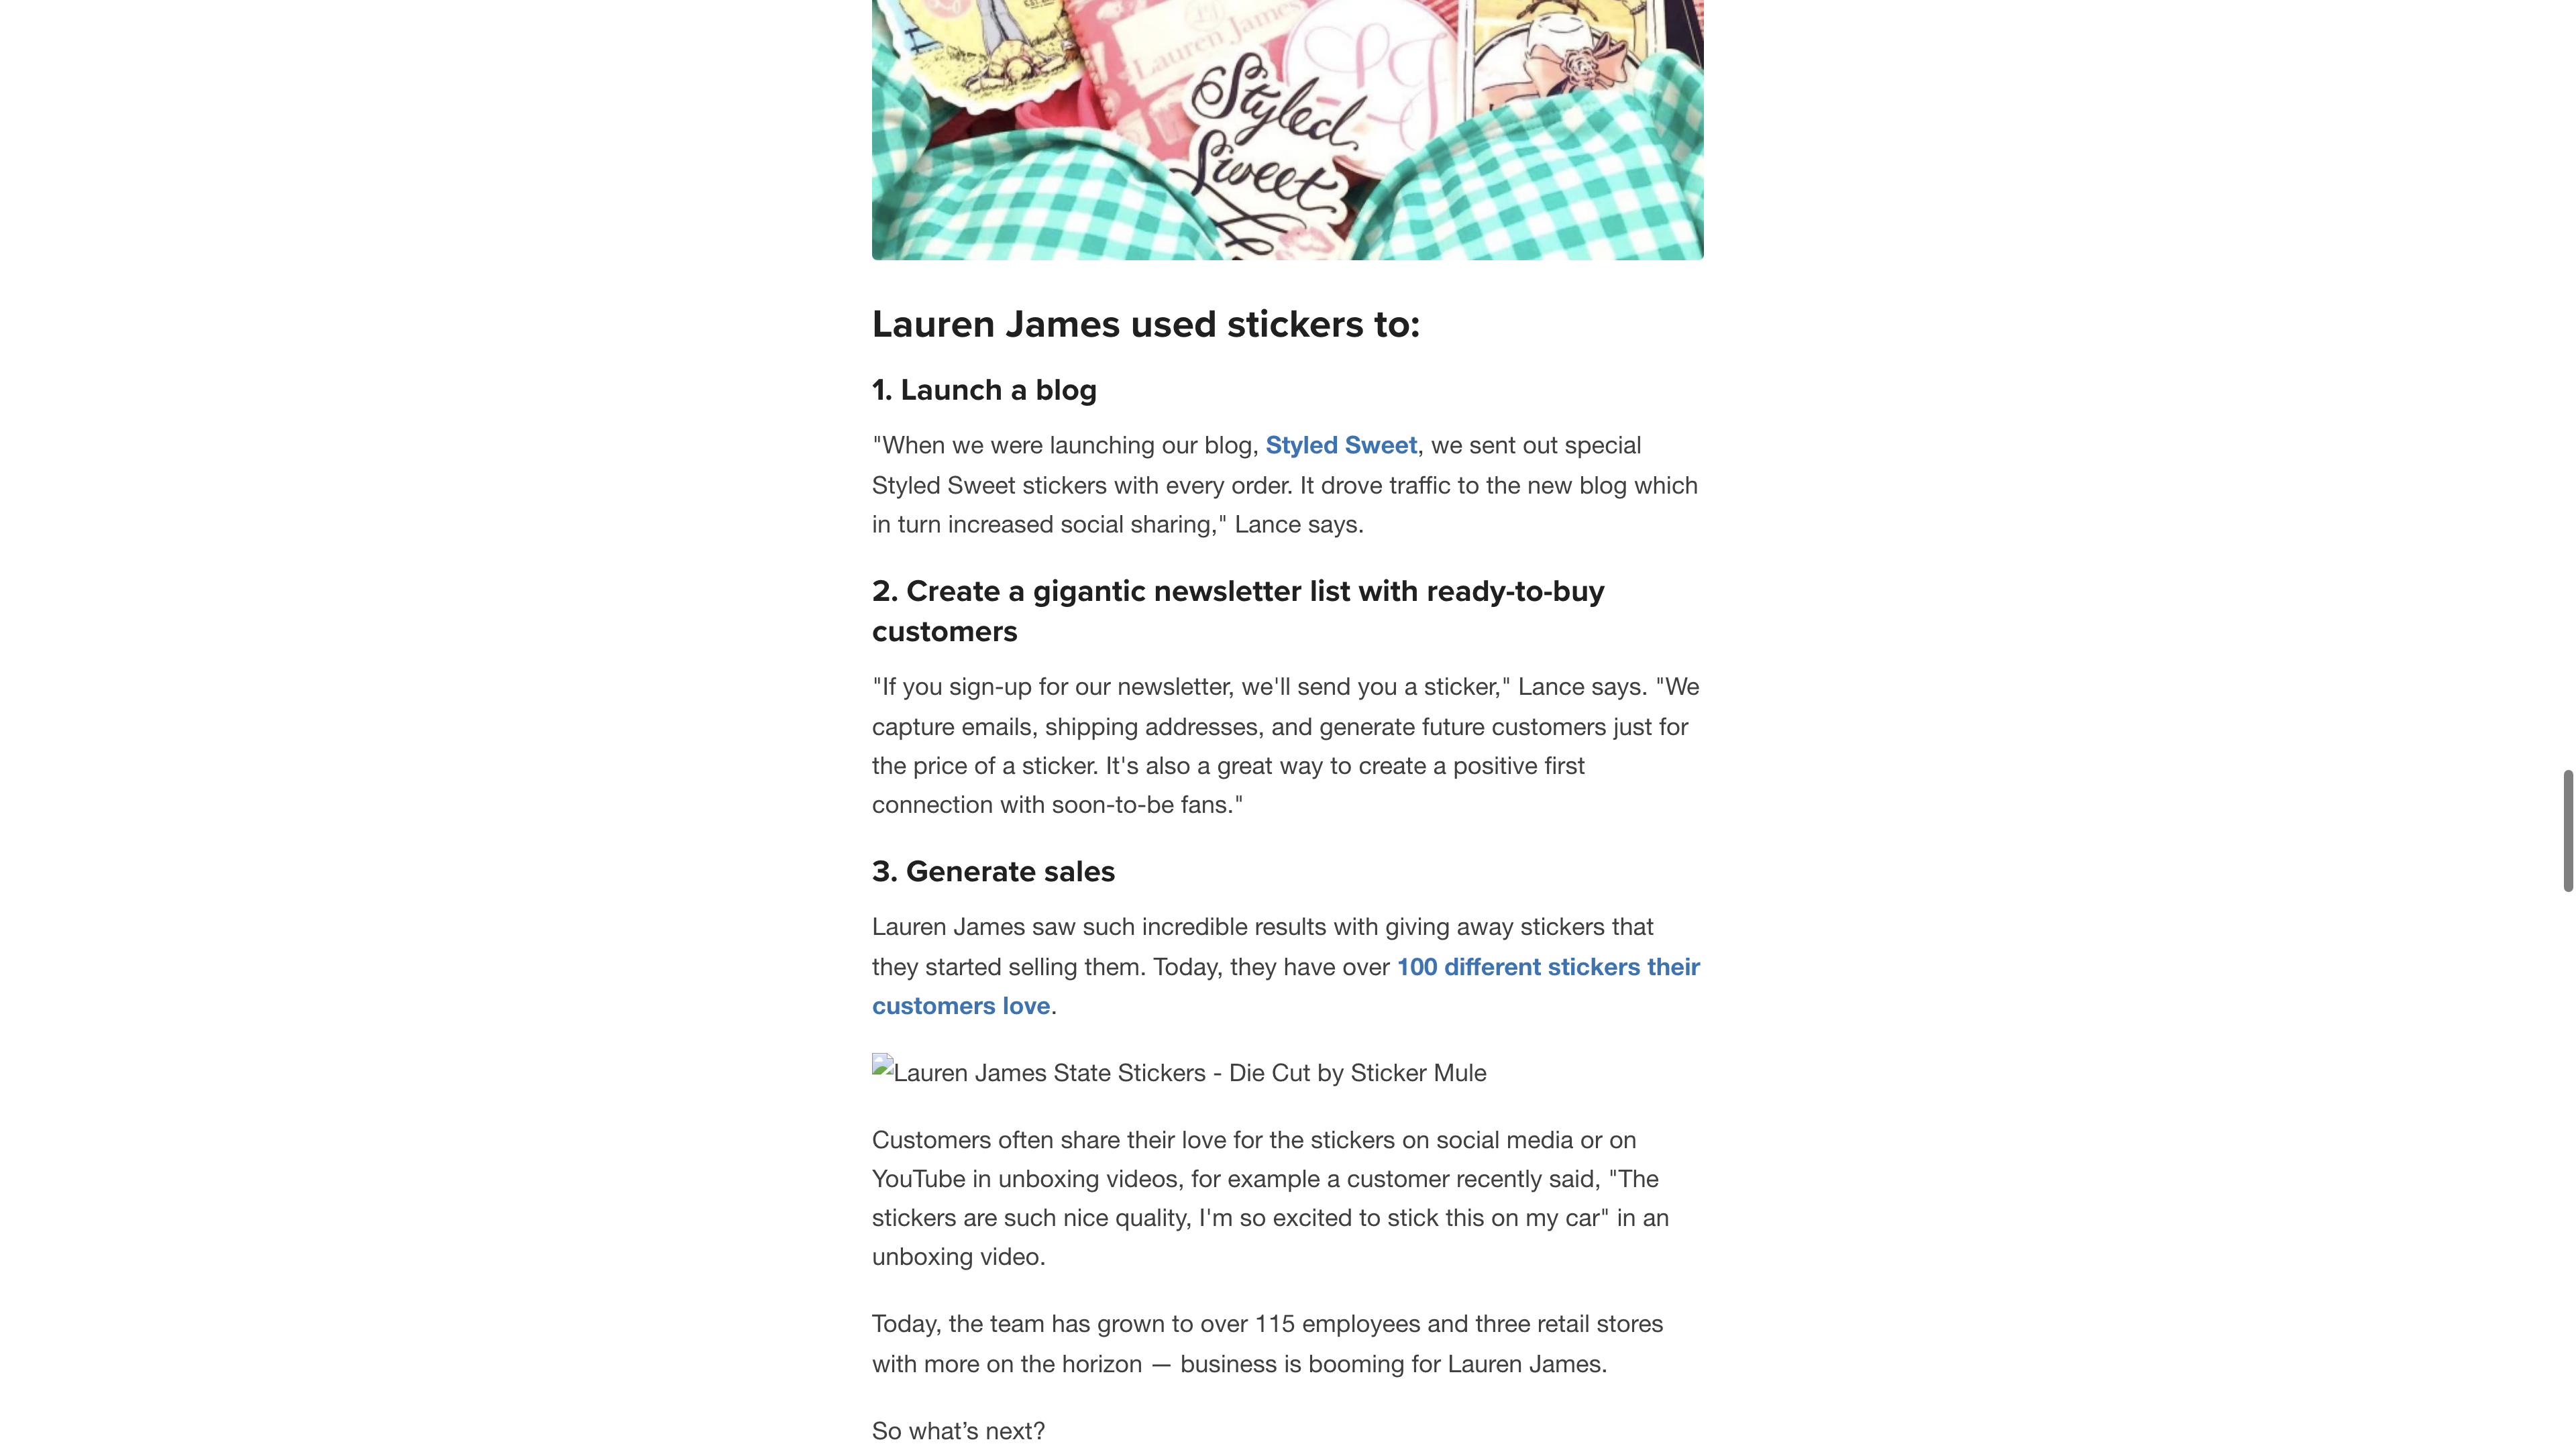 Lauren James
Styled
Sweet
Lauren James used stickers to:
1. Launch a blog
"When we were launching our blog, Styled Sweet, we sent out special
Styled Sweet stickers with every order. It drove traffic to the new blog which
in turn increased social sharing," Lance says.
2. Create a gigantic newsletter list with ready-to-buy
customers
"If you sign-up for our newsletter, we'll send you a sticker," Lance says. "We
capture emails, shipping addresses, and generate future customers just for
the price of a sticker. It's also a great way to create a positive first
connection with soon-to-be fans."
3. Generate sales
Lauren James saw such incredible results with giving away stickers that
they started selling them. Today, they have over 100 different stickers their
customers love.
Lauren James State Stickers - Die Cut by Sticker Mule
Customers often share their love for the stickers on social media or on
YouTube in unboxing videos, for example a customer recently said, "The
stickers are such nice quality, I'm so excited to stick this on my car" in an
unboxing video.
Today, the team has grown to over 115 employees and three retail stores
with more on the horizon — business is booming for Lauren James.
So what’s next?